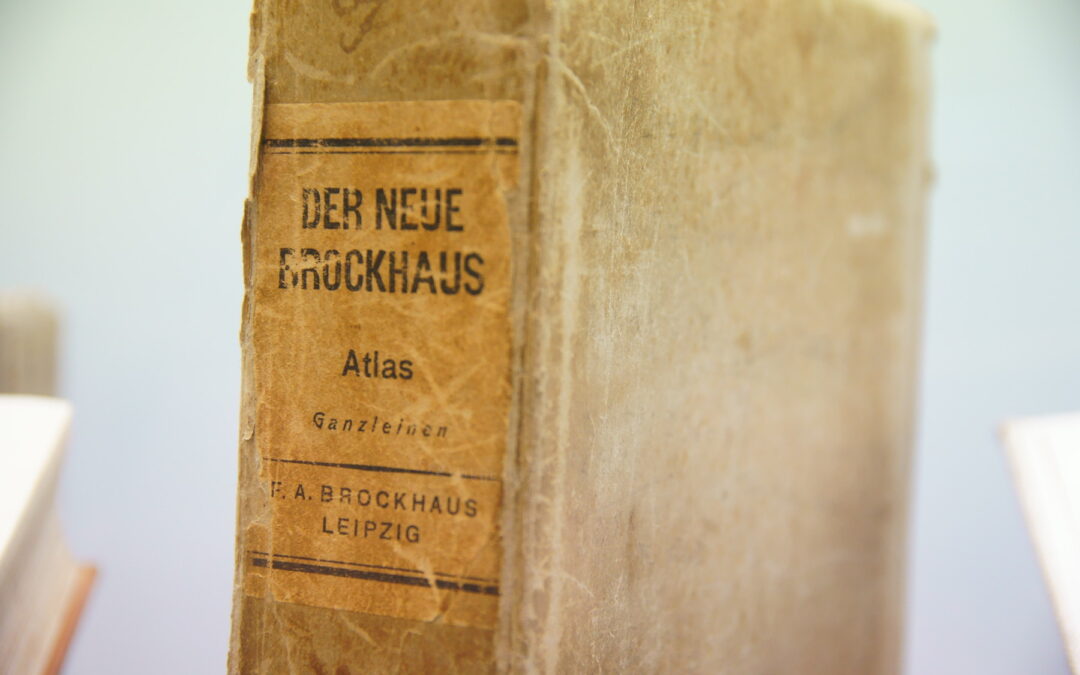 DER NEUE
BROCKHAUS
Atlas
Ganzleinen
F. A. BROCKHAUS
LEIPZIG